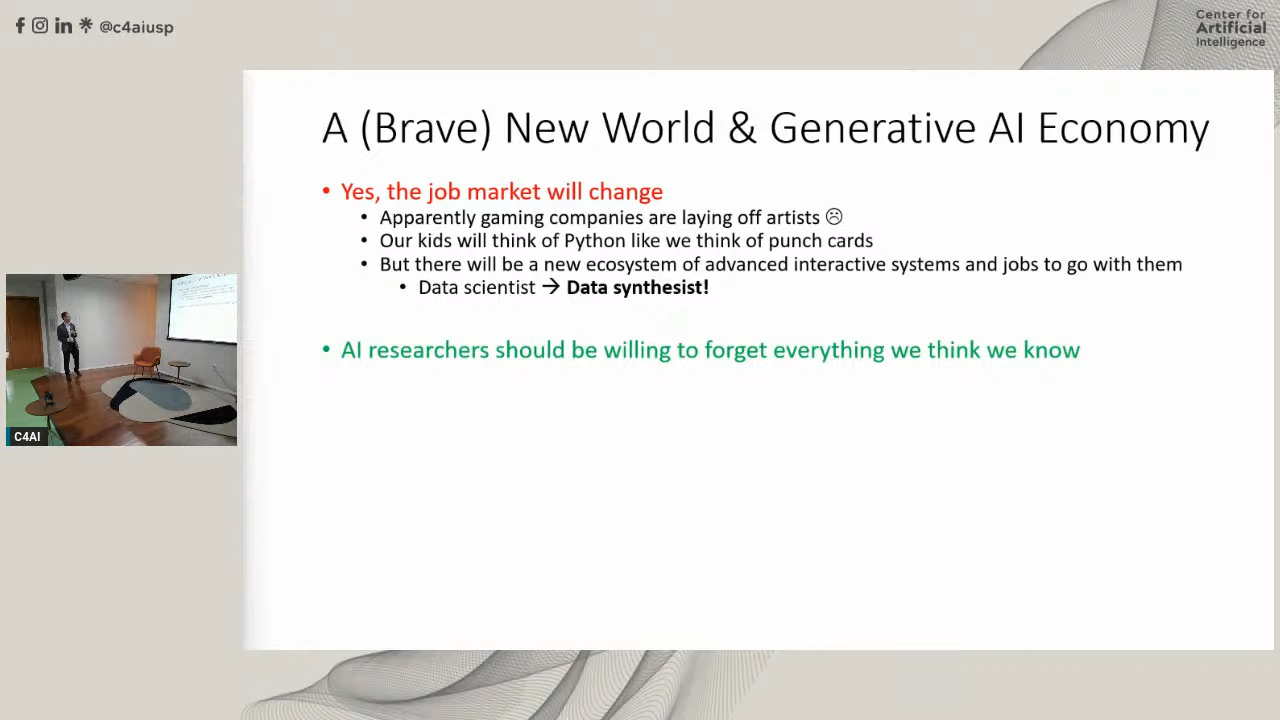 @c4aiusp
Center for
Artificial
Intelligence
A (Brave) New World & Generative AI Economy
• Yes, the job market will change
• Apparently gaming companies are laying off artists ☹
• Our kids will think of Python like we think of punch cards
• But there will be a new ecosystem of advanced interactive systems and jobs to go with them
• Data scientist → Data synthesist!
• AI researchers should be willing to forget everything we think we know
C4AI